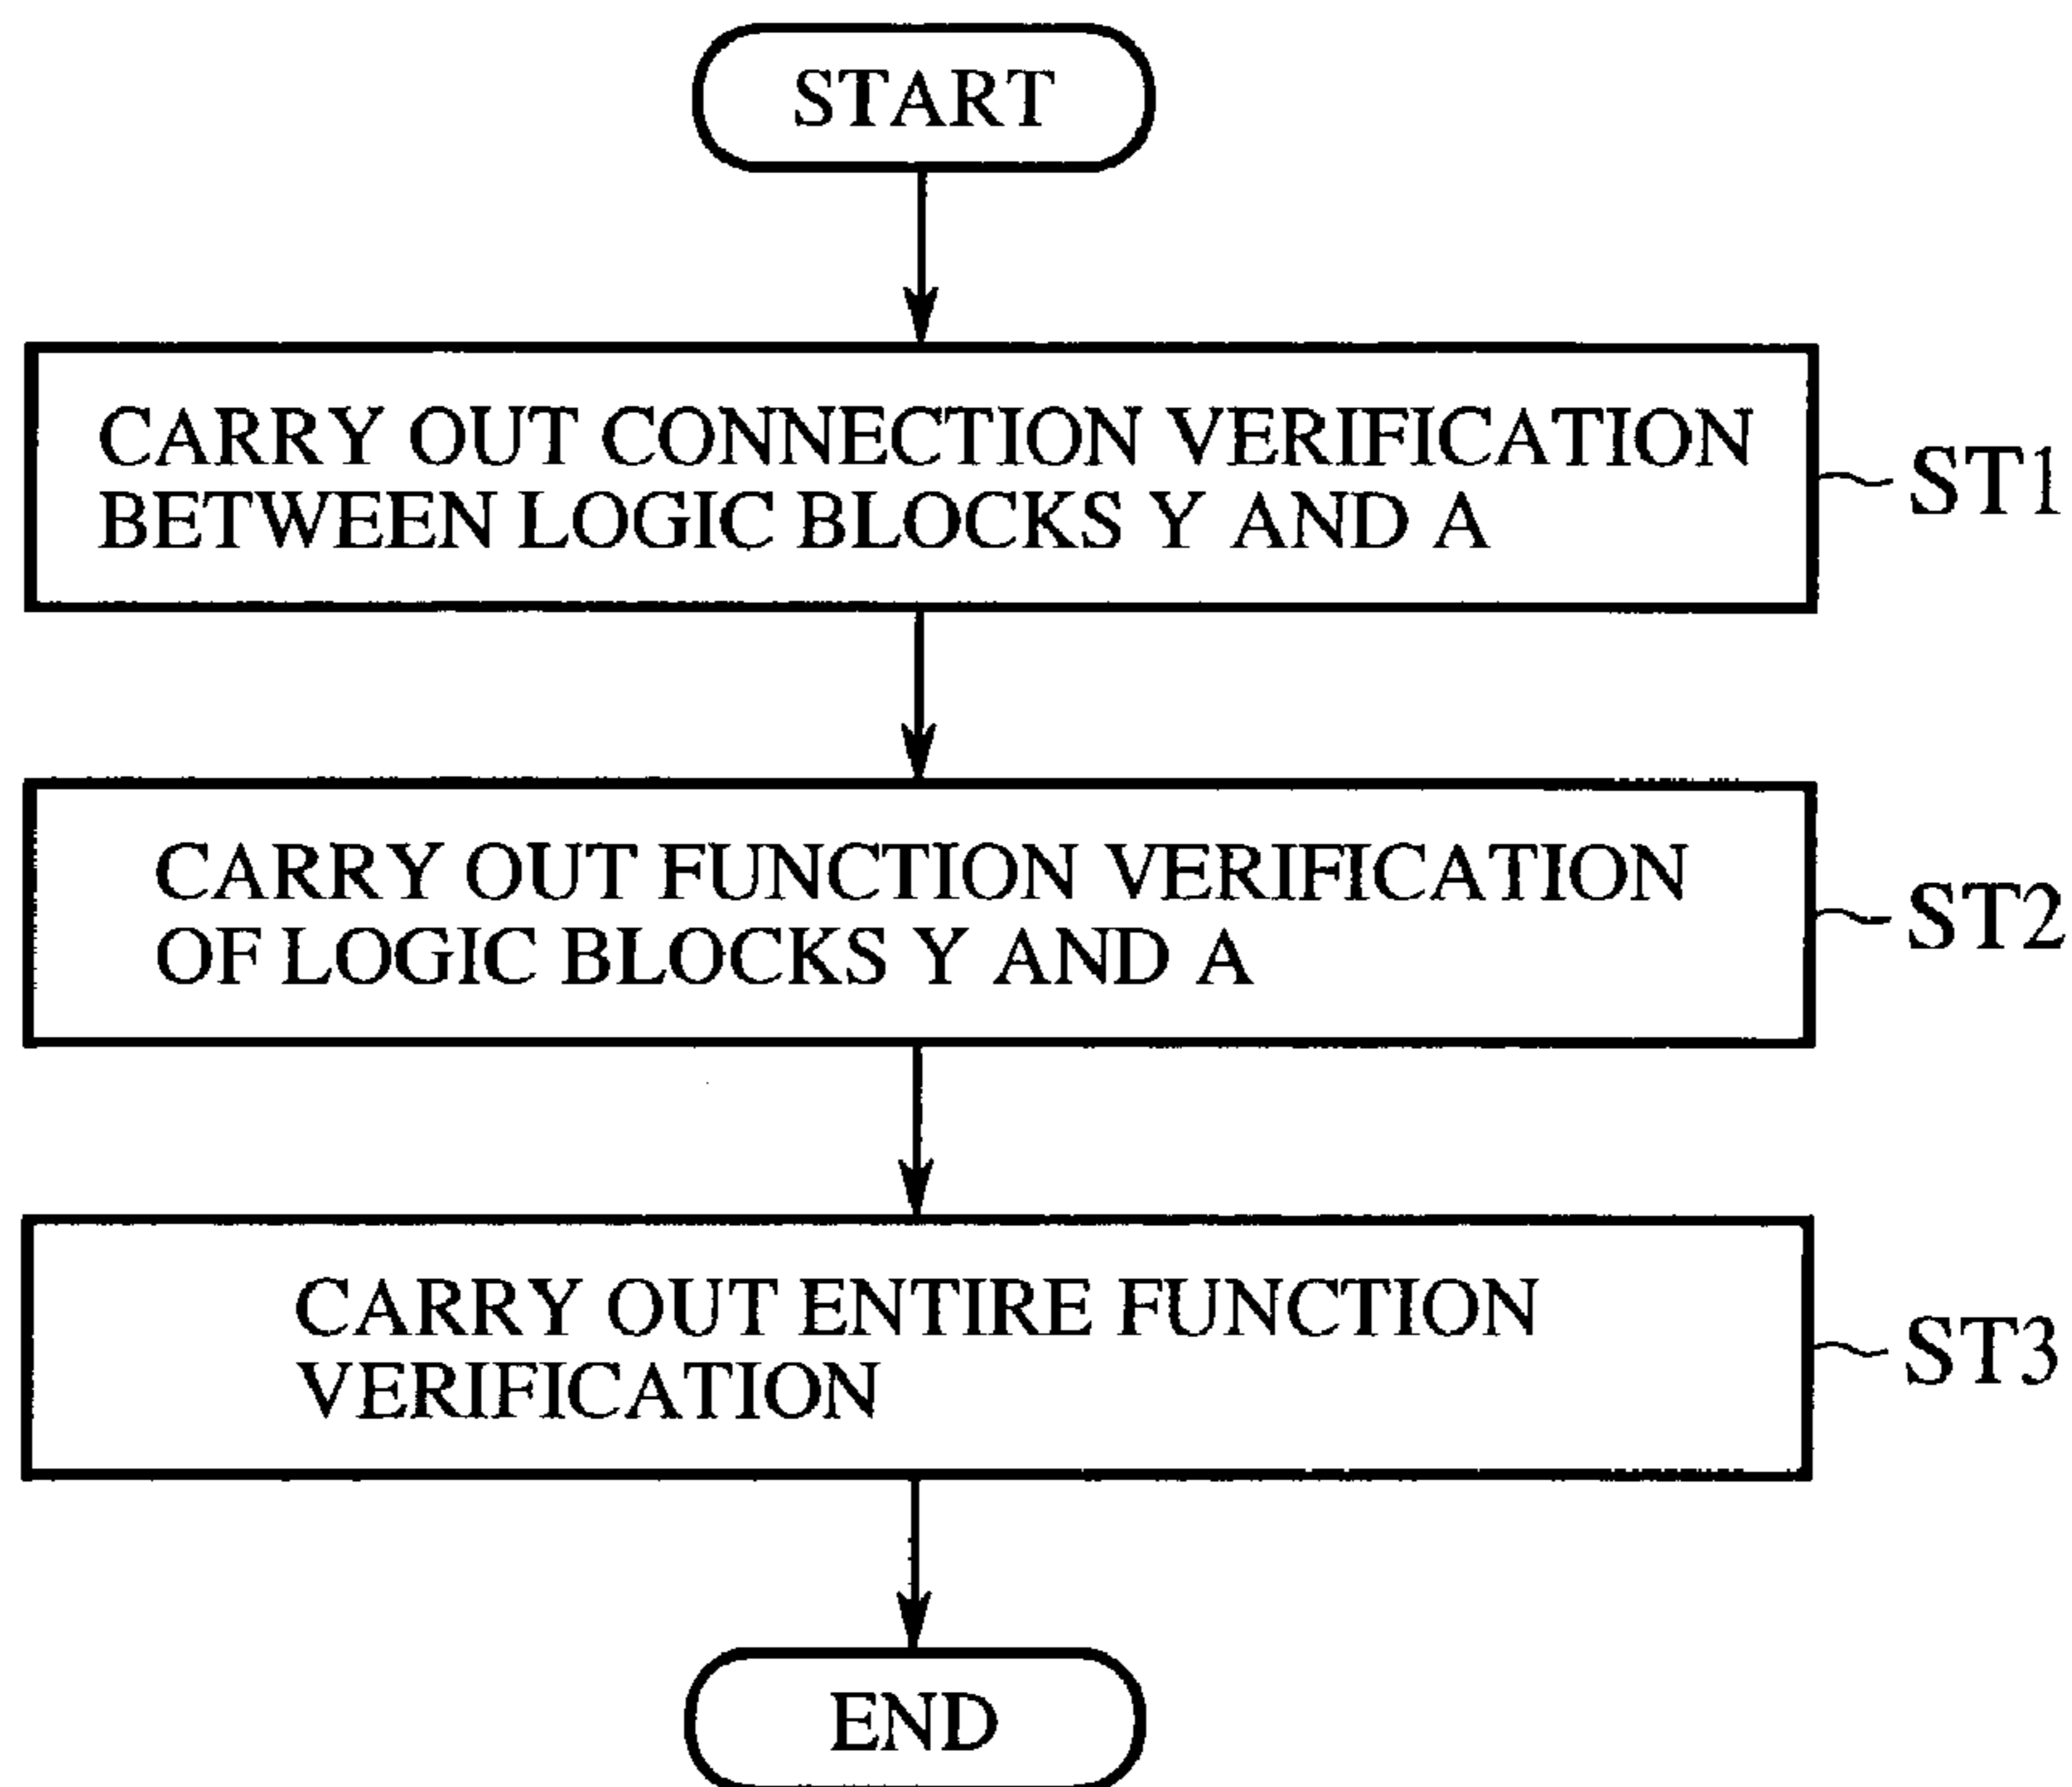 START
CARRY OUT CONNECTION VERIFICATION
BETWEEN LOGIC BLOCKS Y AND A
ST1
CARRY OUT FUNCTION VERIFICATION
OF LOGIC BLOCKS Y AND A
ST2
CARRY OUT ENTIRE FUNCTION
VERIFICATION
ST3
END